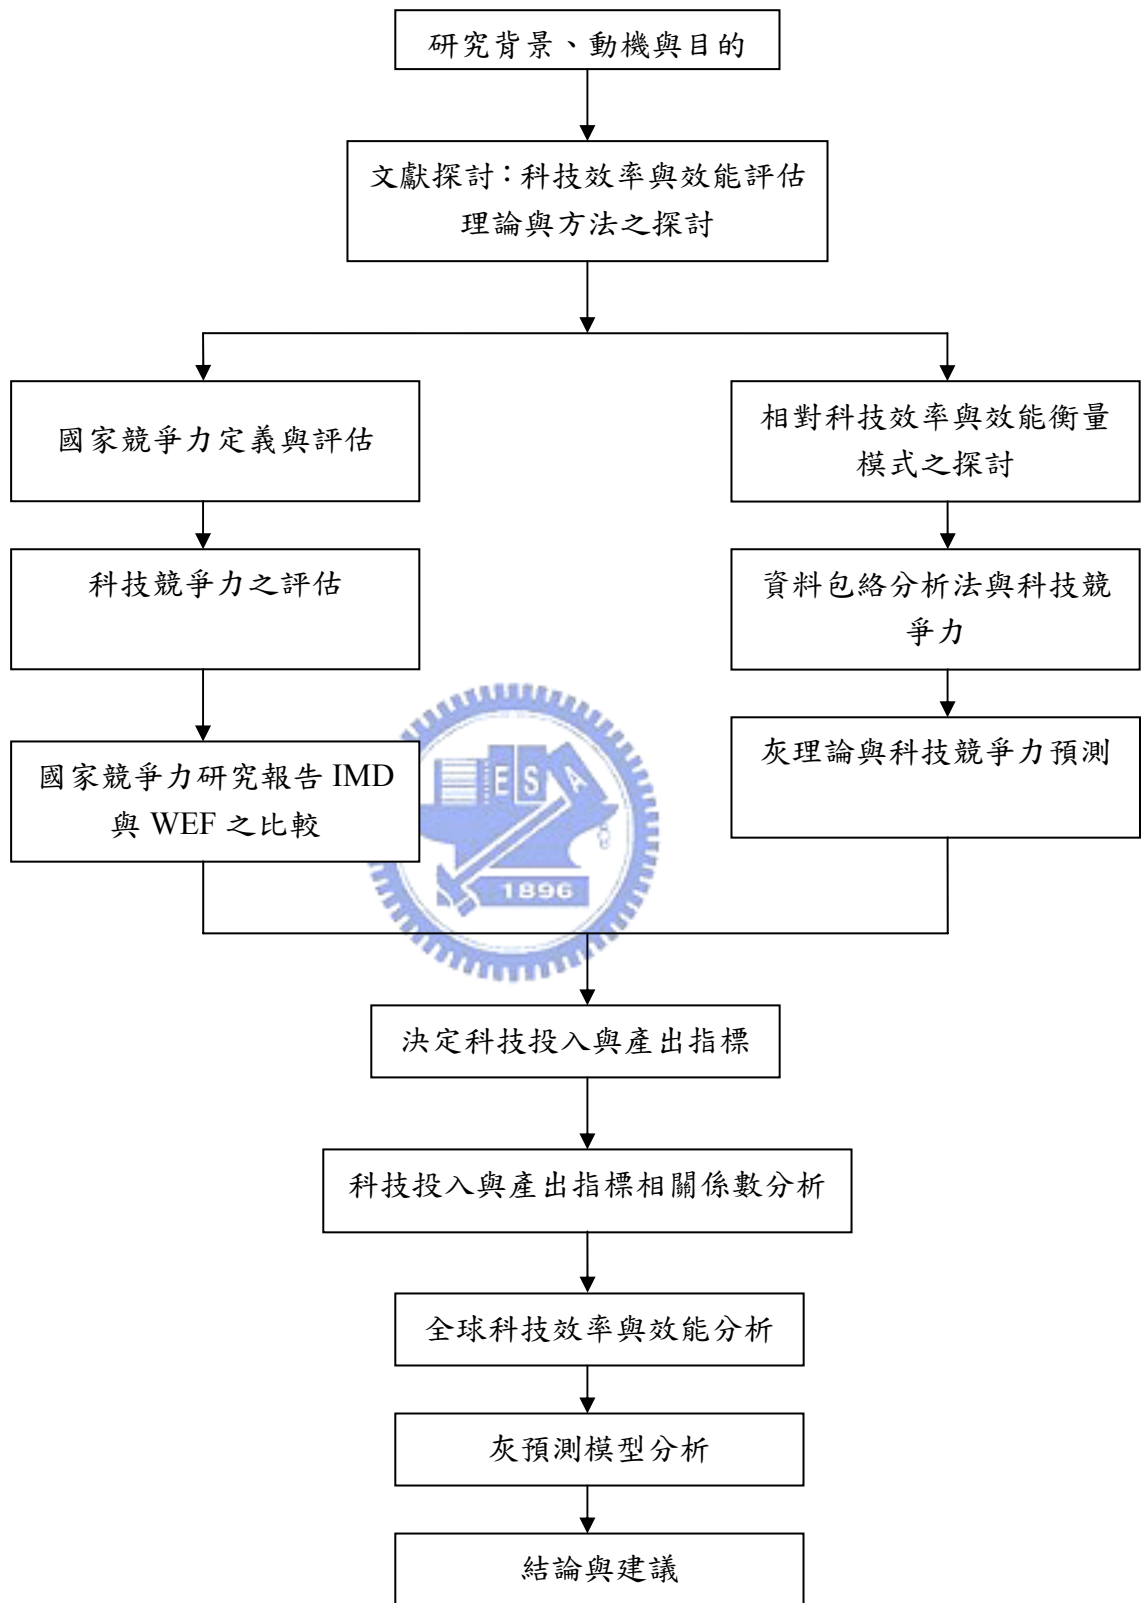 研究背景、動機與目的
文獻探討：科技效率與效能評估
理論與方法之探討
國家競爭力定義與評估
科技競爭力之評估
國家競爭力研究報告 IMD
與 WEF 之比較
相對科技效率與效能衡量
模式之探討
資料包絡分析法與科技競
爭力
灰理論與科技競爭力預測
ESA
1896
決定科技投入與產出指標
科技投入與產出指標相關係數分析
全球科技效率與效能分析
灰預測模型分析
結論與建議